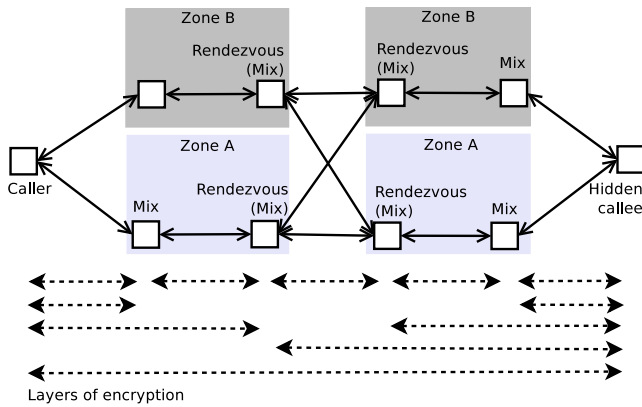 Zone B
Zone B
Rendezvous
(Mix)
Rendezvous
(Mix)
Mix
Zone A
Zone A
Caller
Mix
Rendezvous
(Mix)
Rendezvous
(Mix)
Mix
Hidden
callee
Layers of encryption